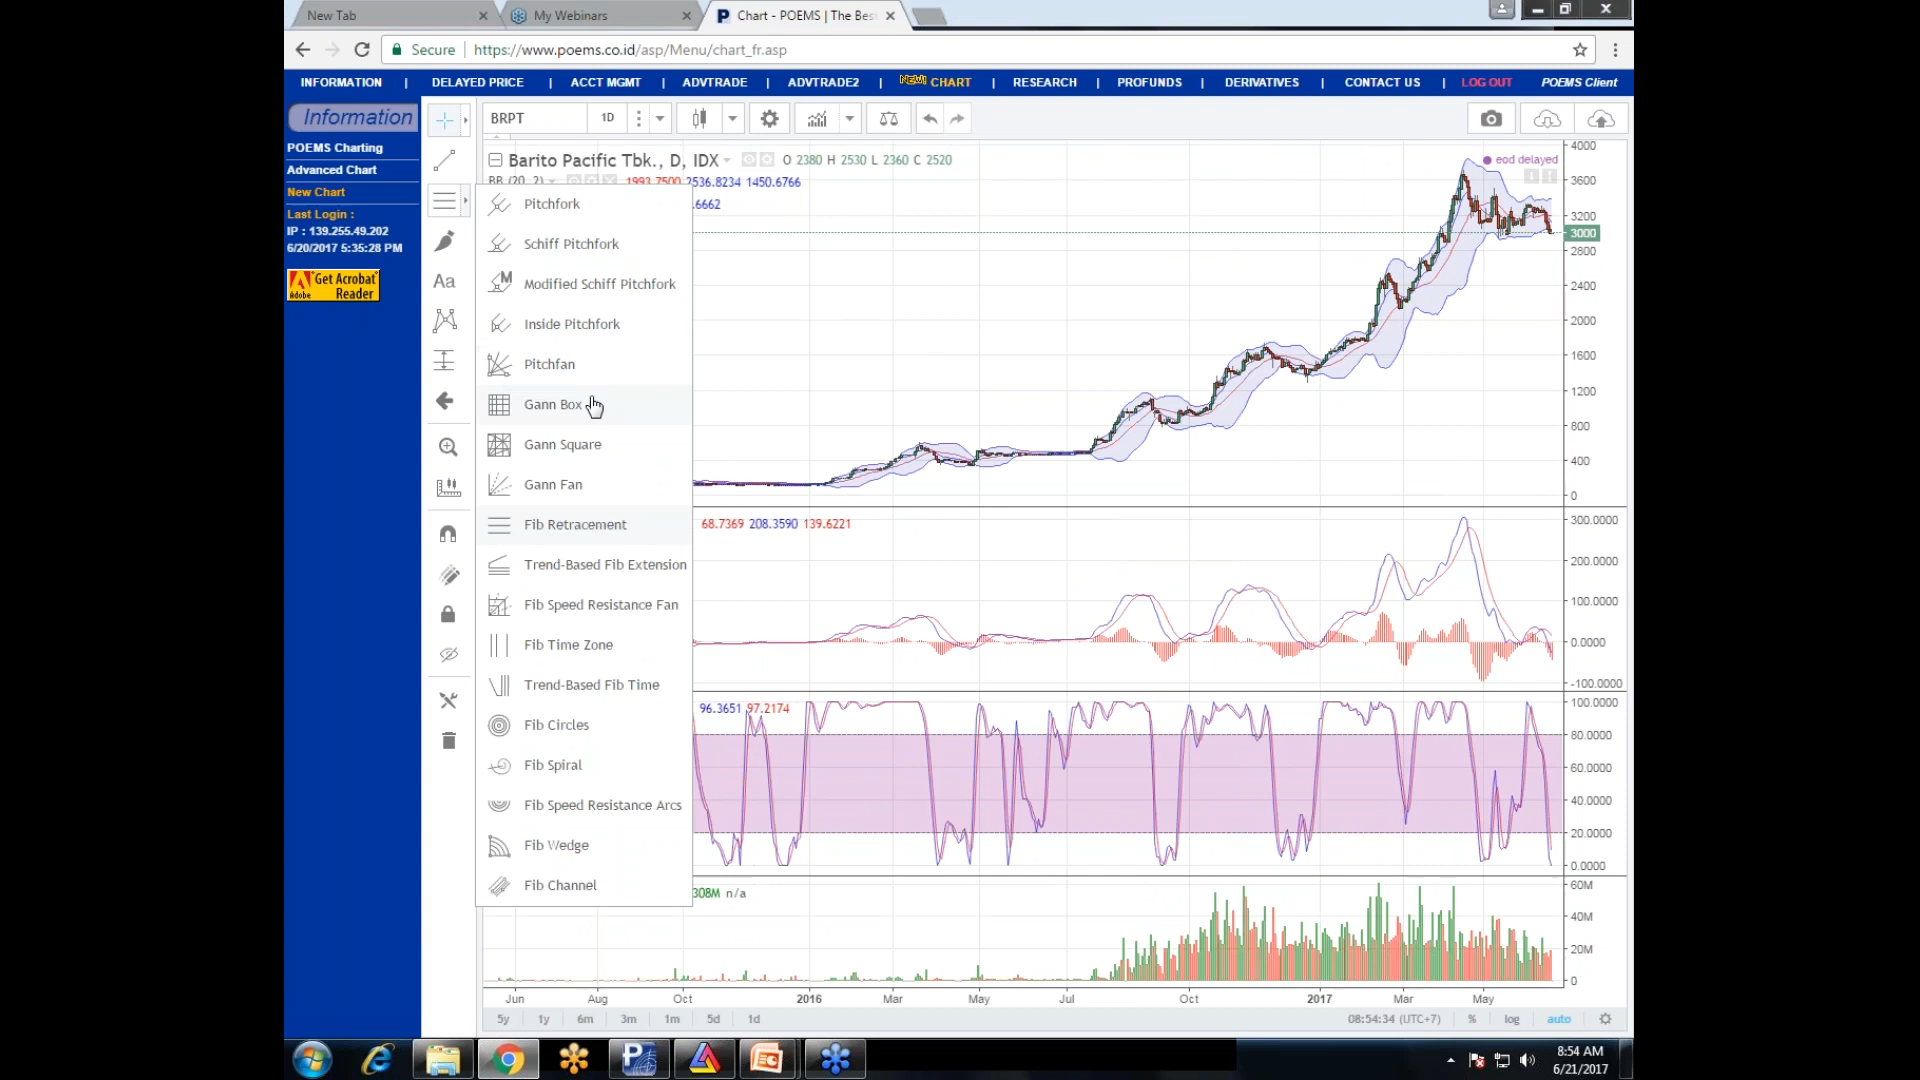 New Tab
My Webinars
Chart - POEMS | The Bes
Secure
https://www.poems.co.id/asp/Menu/chart_fr.asp
INFORMATION | DELAYED PRICE | ACCT MGMT | ADVTRADE | ADVTRADE2 | NEW! CHART | RESEARCH | PROFUNDS | DERIVATIVES | CONTACT US | LOG OUT POEMS Client
Information
POEMS Charting
Advanced Chart
New Chart
Last Login :
IP : 139.255.49.202
6/20/2017 5:35:28 PM
Get Acrobat
Adobe Reader
BRPT 1D
Barito Pacific Tbk., D, IDX O 2380 H 2530 L 2360 C 2520
eod delayed
BB (20, 2) 1993.7500 2536.8234 1450.6766
.6662
Aa
Pitchfork
Schiff Pitchfork
M
Modified Schiff Pitchfork
Inside Pitchfork
Pitchfan
Gann Box
Gann Square
Gann Fan
Fib Retracement
Trend-Based Fib Extension
Fib Speed Resistance Fan
Fib Time Zone
Trend-Based Fib Time
Fib Circles
Fib Spiral
Fib Speed Resistance Arcs
Fib Wedge
Fib Channel
4000
3600
3200
3000
2800
2400
2000
1600
1200
800
400
0
68.7369 208.3590 139.6221
300.0000
200.0000
100.0000
0.0000
-100.0000
96.3651 97.2174
100.0000
80.0000
60.0000
40.0000
20.0000
0.0000
308M n/a
60M
40M
20M
0
Jun Aug Oct 2016 Mar May Jul Oct 2017 Mar May
5y 1y 6m 3m 1m 5d 1d
08:54:34 (UTC+7) % log auto
8:54 AM
6/21/2017